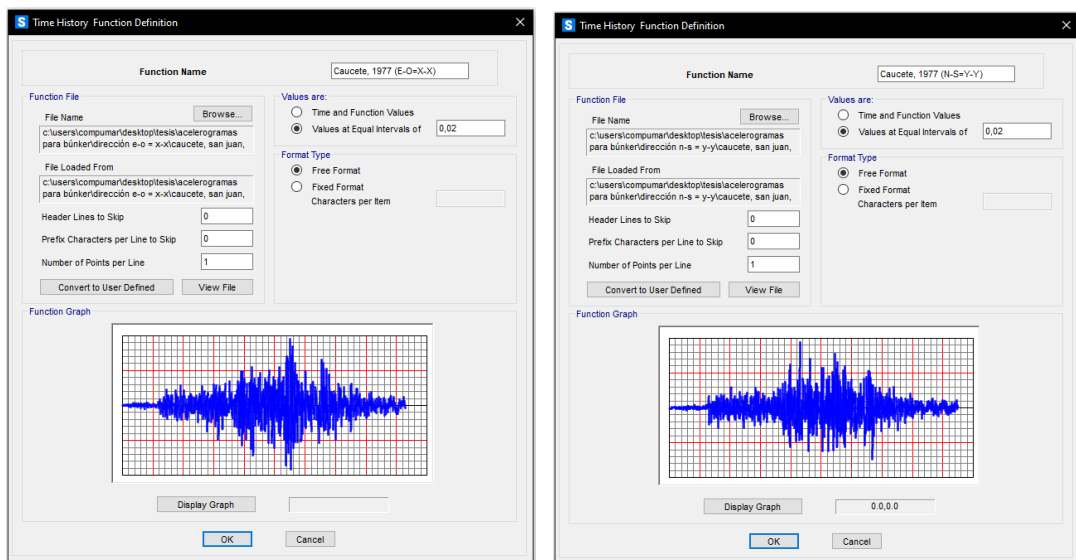 S Time History Function Definition
Function Name
Caucete, 1977 (E-O=X-X)
Function File
File Name
Browse...
c:\users\compumar\desktop\tesis\acelerogramas
para búnker\dirección e-o = x-x\caucete, san juan,
File Loaded From
c:\users\compumar\desktop\tesis\acelerogramas
para búnker\dirección e-o = x-x\caucete, san juan,
Header Lines to Skip
0
Prefix Characters per Line to Skip
0
Number of Points per Line
1
Convert to User Defined
View File
Values are:
Time and Function Values
Values at Equal Intervals of
0,02
Format Type
Free Format
Fixed Format
Characters per Item
Function Graph
Display Graph
OK
Cancel
S Time History Function Definition
Function Name
Caucete, 1977 (N-S=Y-Y)
Function File
File Name
Browse...
c:\users\compumar\desktop\tesis\acelerogramas
para búnker\dirección n-s = y-y\caucete, san juan,
File Loaded From
c:\users\compumar\desktop\tesis\acelerogramas
para búnker\dirección n-s = y-y\caucete, san juan,
Header Lines to Skip
0
Prefix Characters per Line to Skip
0
Number of Points per Line
1
Convert to User Defined
View File
Values are:
Time and Function Values
Values at Equal Intervals of
0,02
Format Type
Free Format
Fixed Format
Characters per Item
Function Graph
Display Graph
0.0,0.0
OK
Cancel